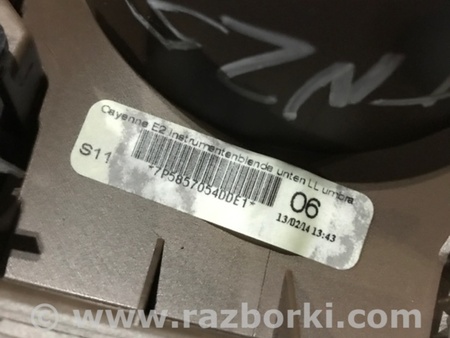 Cayenne E2 Instrumentenblende unten LL umbra
S11
*7P5857054DDE1*
06
13/02/14 13:43
www.razborki.com